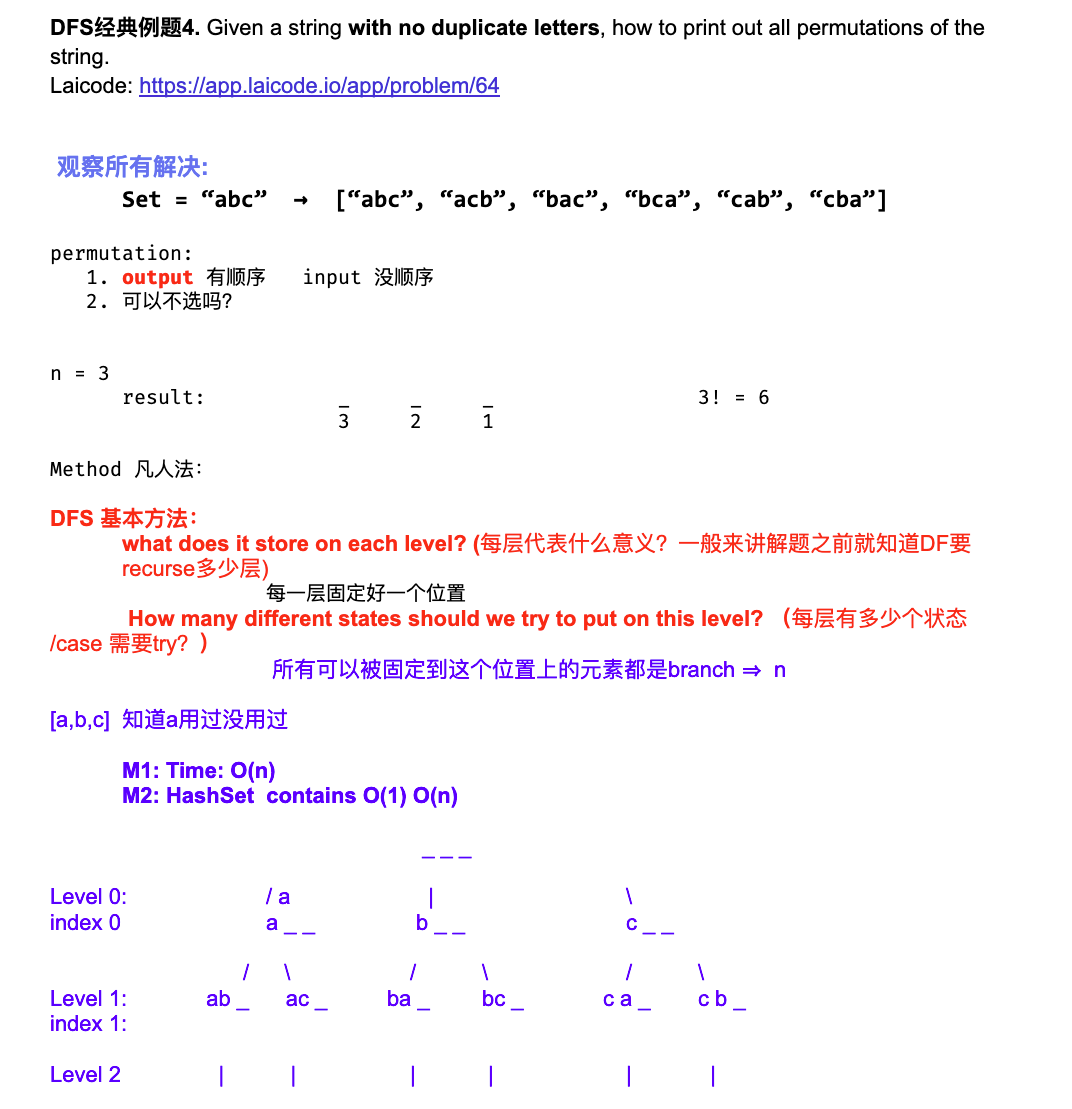 DFS经典例题4. Given a string with no duplicate letters, how to print out all permutations of the
string.
Laicode: https://app.laicode.io/app/problem/64
观察所有解决:
Set = “abc” → [“abc”, “acb”, “bac”, “bca”, “cab”, “cba”]
permutation:
1. output 有顺序 input 没顺序
2. 可以不选吗?
n = 3
result: _ _ _ 3! = 6
3 2 1
Method 凡人法:
DFS 基本方法:
what does it store on each level? (每层代表什么意义? 一般来讲解题之前就知道DF要
recurse多少层)
每一层固定好一个位置
How many different states should we try to put on this level? (每层有多少个状态
/case 需要try? )
所有可以被固定到这个位置上的元素都是branch ⇒ n
[a,b,c] 知道a用过没用过
M1: Time: O(n)
M2: HashSet contains O(1) O(n)
_ _ _
Level 0: / a | \
index 0 a _ _ b _ _ c _ _
/ \ / \ / \
Level 1: ab _ ac _ ba _ bc _ c a _ c b _
index 1:
Level 2 | | | | | |